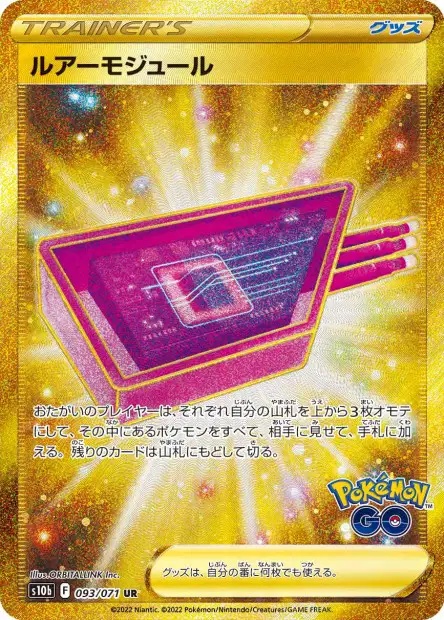 TRAINER'S グッズ
ルアーモジュール
おたがいのプレイヤーは、それぞれ自分の山札を上から3枚オモテ
にして、その中にあるポケモンをすべて、相手に見せて、手札に加
える。残りのカードは山札にもどして切る。
Pokémon
GO
Illus. ORBITALLINK Inc.
s10b F 093/071 UR
グッズは、自分の番に何枚でも使える。
©2022 Niantic. ©2022 Pokémon/Nintendo/Creatures/GAME FREAK.